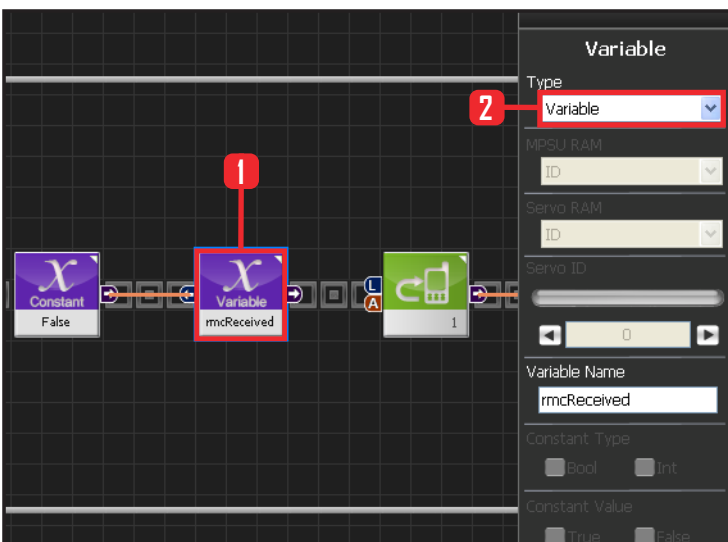 Variable
Type
2
Variable
MPSU RAM
ID
1
Servo RAM
ID
Servo ID
X
Constant
False
X
Variable
rmcReceived
L
A
1
0
Variable Name
rmcReceived
Constant Type
Bool Int
Constant Value
True False